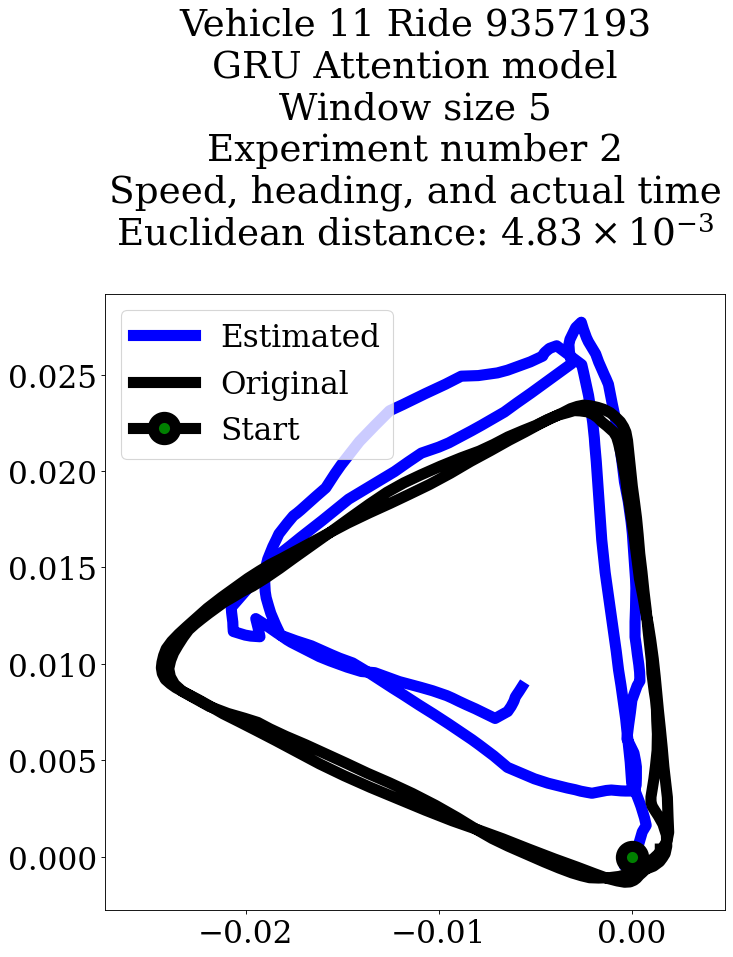 Vehicle 11 Ride 9357193
GRU Attention model
Window size 5
Experiment number 2
Speed, heading, and actual time
Euclidean distance: 4.83 × 10⁻³
Estimated
Original
Start
0.025
0.020
0.015
0.010
0.005
0.000
−0.02 −0.01 0.00